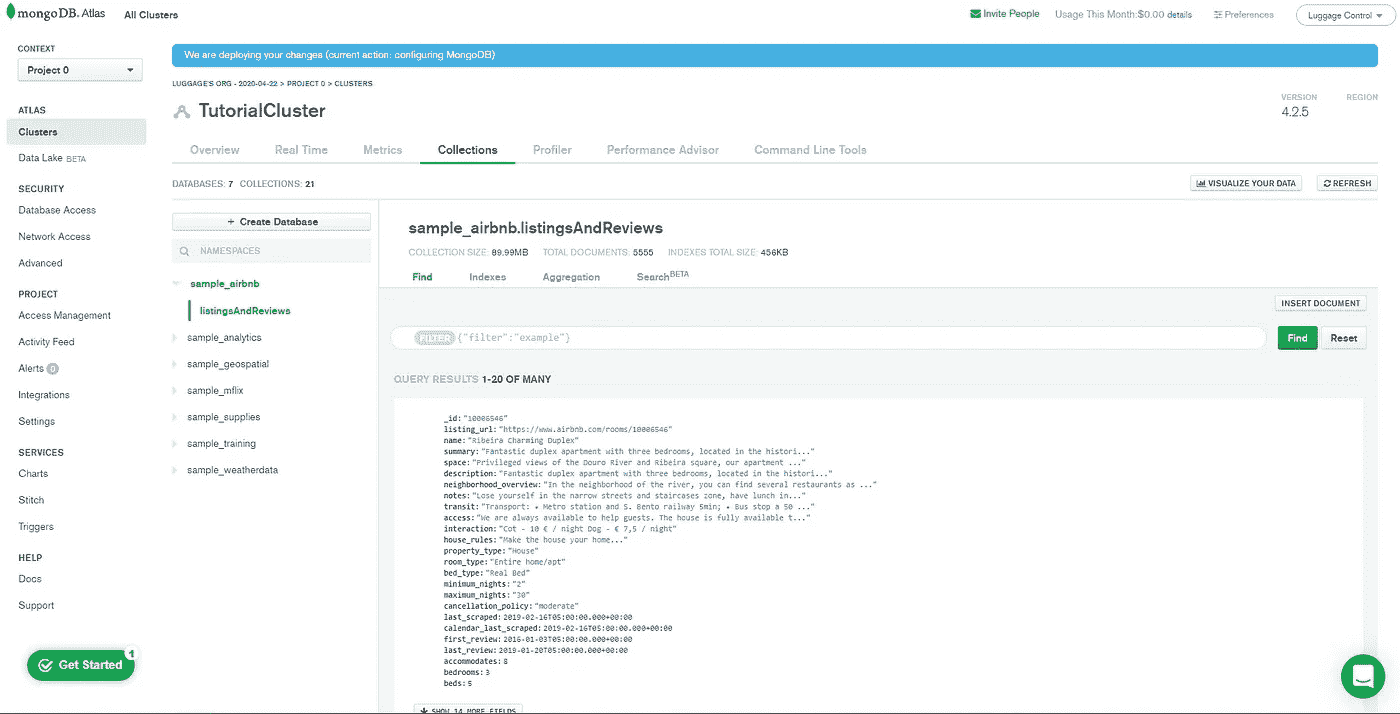 mongoDB. Atlas
All Clusters
Invite People
Usage This Month:$0.00 details
Preferences
Luggage Control
CONTEXT
Project 0
ATLAS
Clusters
Data Lake BETA
SECURITY
Database Access
Network Access
Advanced
PROJECT
Access Management
Activity Feed
Alerts 0
Integrations
Settings
SERVICES
Charts
Stitch
Triggers
HELP
Docs
Support
Get Started
1
We are deploying your changes (current action: configuring MongoDB)
LUGGAGE'S ORG - 2020-04-22 > PROJECT 0 > CLUSTERS
TutorialCluster
VERSION
4.2.5
REGION
Overview Real Time Metrics Collections Profiler Performance Advisor Command Line Tools
DATABASES: 7 COLLECTIONS: 21
VISUALIZE YOUR DATA
REFRESH
+ Create Database
NAMESPACES
sample_airbnb
listingsAndReviews
sample_analytics
sample_geospatial
sample_mflix
sample_supplies
sample_training
sample_weatherdata
sample_airbnb.listingsAndReviews
COLLECTION SIZE: 89.99MB TOTAL DOCUMENTS: 5555 INDEXES TOTAL SIZE: 456KB
Find Indexes Aggregation Search BETA
INSERT DOCUMENT
FILTER {"filter":"example"}
Find
Reset
QUERY RESULTS 1-20 OF MANY
_id: "10006546"
listing_url: "https://www.airbnb.com/rooms/10006546"
name: "Ribeira Charming Duplex"
summary: "Fantastic duplex apartment with three bedrooms, located in the histori..."
space: "Privileged views of the Douro River and Ribeira square, our apartment ..."
description: "Fantastic duplex apartment with three bedrooms, located in the histori..."
neighborhood_overview: "In the neighborhood of the river, you can find several restaurants as ..."
notes: "Lose yourself in the narrow streets and staircases zone, have lunch in..."
transit: "Transport: • Metro station and S. Bento railway 5min; • Bus stop a 50 ..."
access: "We are always available to help guests. The house is fully available t..."
interaction: "Cot - 10 € / night Dog - € 7,5 / night"
house_rules: "Make the house your home..."
property_type: "House"
room_type: "Entire home/apt"
bed_type: "Real Bed"
minimum_nights: "2"
maximum_nights: "30"
cancellation_policy: "moderate"
last_scraped: 2019-02-16T05:00:00.000+00:00
calendar_last_scraped: 2019-02-16T05:00:00.000+00:00
first_review: 2016-01-03T05:00:00.000+00:00
last_review: 2019-01-20T05:00:00.000+00:00
accommodates: 8
bedrooms: 3
beds: 5
SHOW 14 MORE FIELDS